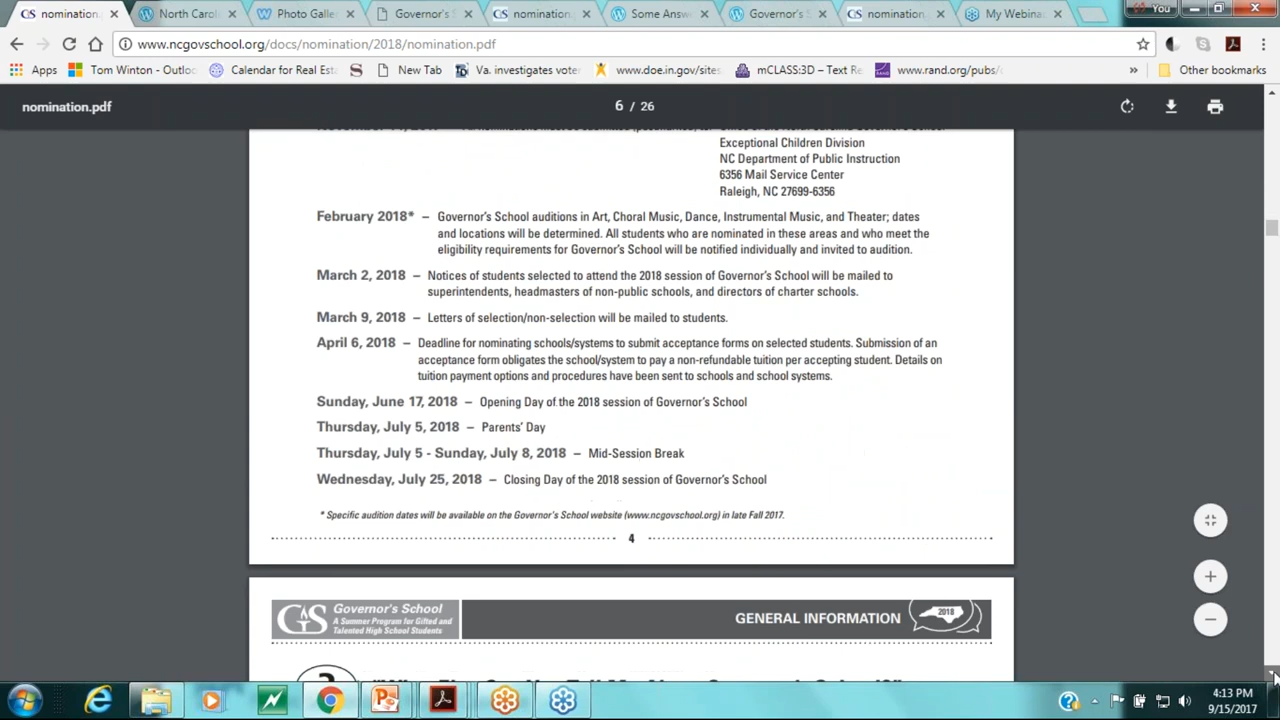 nomination
North Carol
Photo Galle
Governor's S
nomination.
Some Answ
Governor's S
nomination.
My Webina
You
www.ncgovschool.org/docs/nomination/2018/nomination.pdf
Apps
Tom Winton - Outloo
Calendar for Real Esta
New Tab
Va. investigates voter
www.doe.in.gov/sites
mCLASS:3D – Text Re
www.rand.org/pubs/
»
Other bookmarks
nomination.pdf
6 / 26
Exceptional Children Division
NC Department of Public Instruction
6356 Mail Service Center
Raleigh, NC 27699-6356
February 2018* – Governor's School auditions in Art, Choral Music, Dance, Instrumental Music, and Theater; dates
and locations will be determined. All students who are nominated in these areas and who meet the
eligibility requirements for Governor's School will be notified individually and invited to audition.
March 2, 2018 – Notices of students selected to attend the 2018 session of Governor's School will be mailed to
superintendents, headmasters of non-public schools, and directors of charter schools.
March 9, 2018 – Letters of selection/non-selection will be mailed to students.
April 6, 2018 – Deadline for nominating schools/systems to submit acceptance forms on selected students. Submission of an
acceptance form obligates the school/system to pay a non-refundable tuition per accepting student. Details on
tuition payment options and procedures have been sent to schools and school systems.
Sunday, June 17, 2018 – Opening Day of the 2018 session of Governor's School
Thursday, July 5, 2018 – Parents' Day
Thursday, July 5 - Sunday, July 8, 2018 – Mid-Session Break
Wednesday, July 25, 2018 – Closing Day of the 2018 session of Governor's School
* Specific audition dates will be available on the Governor's School website (www.ncgovschool.org) in late Fall 2017.
4
GS
Governor's School
A Summer Program for Gifted and
Talented High School Students
GENERAL INFORMATION
2018
4:13 PM
9/15/2017